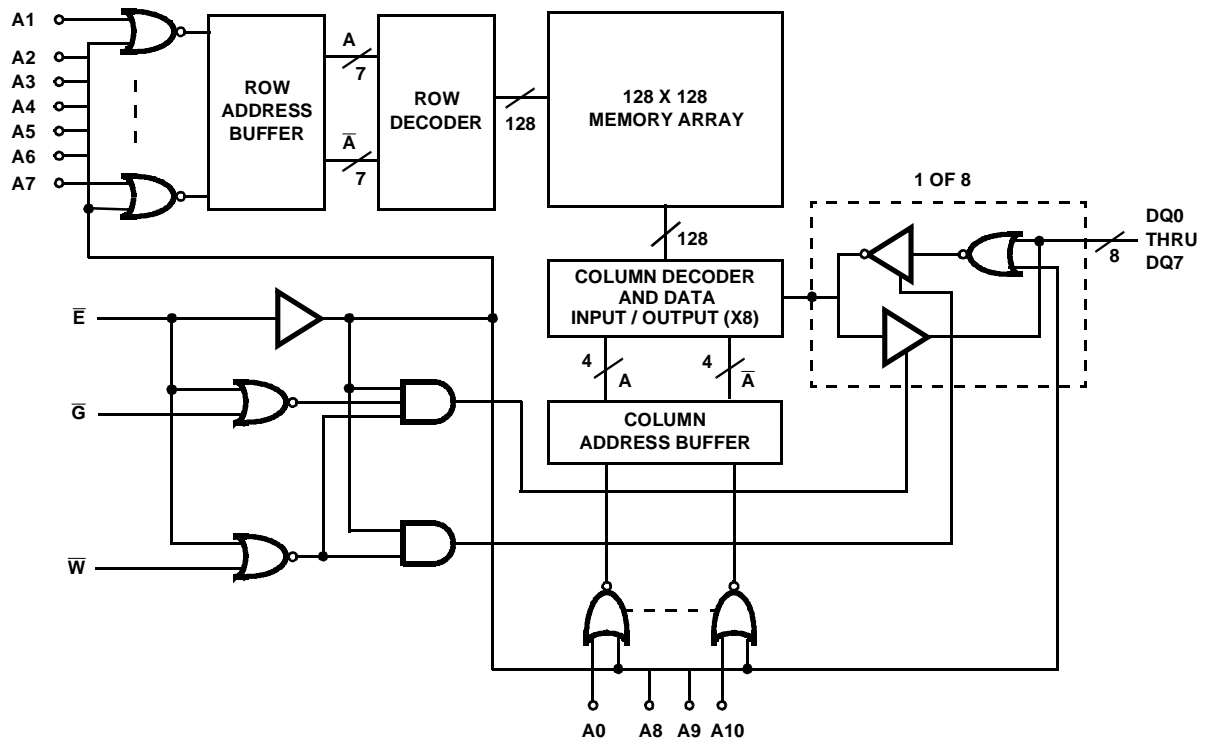 A1
A2
A3
A4
A5
A6
A7
ROW
ADDRESS
BUFFER
A
7
A̅
7
ROW
DECODER
128
128 X 128
MEMORY ARRAY
128
1 OF 8
DQ0
THRU
DQ7
8
COLUMN DECODER
AND DATA
INPUT / OUTPUT (X8)
4
A
4
A̅
COLUMN
ADDRESS BUFFER
E̅
G̅
W̅
A0
A8
A9
A10